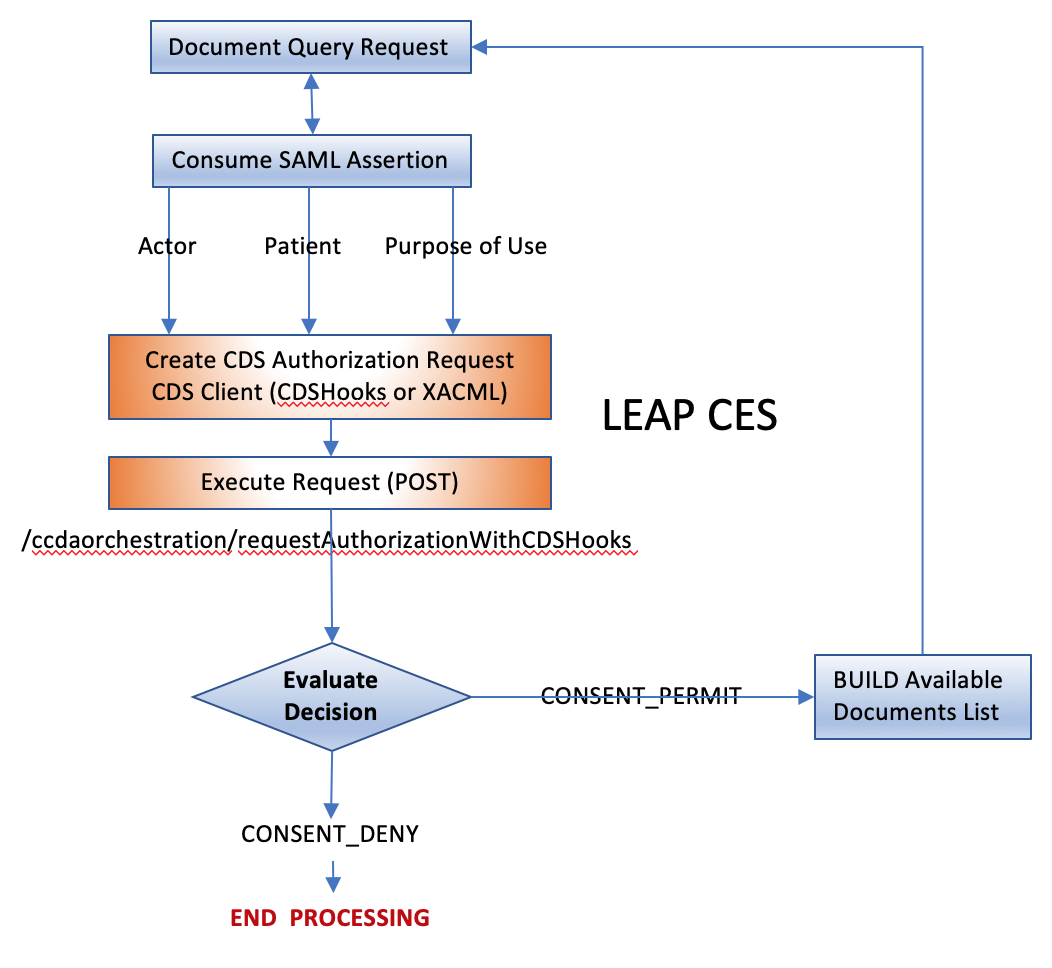 Document Query Request
Consume SAML Assertion
Actor
Patient
Purpose of Use
Create CDS Authorization Request
CDS Client (CDSHooks or XACML)
LEAP CES
Execute Request (POST)
/ccdaorchestration/requestAuthorizationWithCDSHooks
Evaluate
Decision
CONSENT_PERMIT
BUILD Available
Documents List
CONSENT_DENY
END  PROCESSING